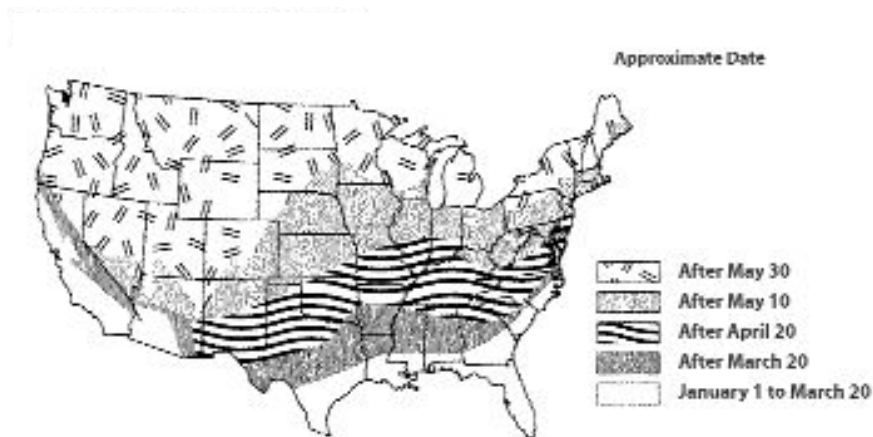 Approximate Date
After May 30
After May 10
After April 20
After March 20
January 1 to March 20